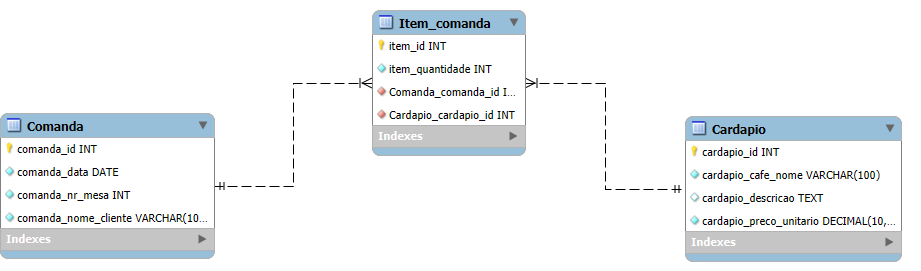 Item_comanda
item_id INT
item_quantidade INT
Comanda_comanda_id I...
Cardapio_cardapio_id INT
Indexes
Comanda
comanda_id INT
comanda_data DATE
comanda_nr_mesa INT
comanda_nome_cliente VARCHAR(10...
Indexes
Cardapio
cardapio_id INT
cardapio_cafe_nome VARCHAR(100)
cardapio_descricao TEXT
cardapio_preco_unitario DECIMAL(10,...
Indexes